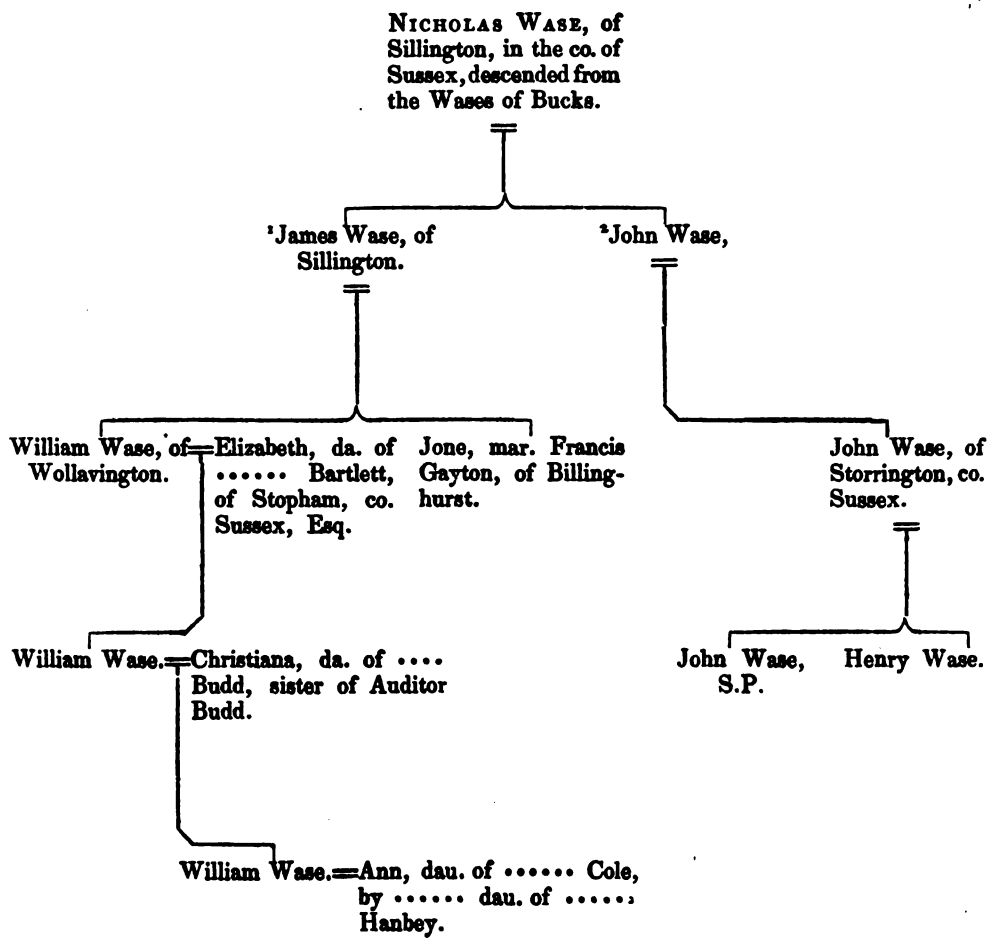 NICHOLAS WASE, of
Sillington, in the co. of
Sussex, descended from
the Wases of Bucks.
¹James Wase, of
Sillington.
²John Wase,
William Wase, of=Elizabeth, da. of
Wollavington.
...... Bartlett,
of Stopham, co.
Sussex, Esq.
Jone, mar. Francis
Gayton, of Billing-
hurst.
John Wase, of
Storrington, co.
Sussex.
William Wase.=Christiana, da. of ....
Budd, sister of Auditor
Budd.
John Wase,
S.P.
Henry Wase.
William Wase.=Ann, dau. of ...... Cole,
by ...... dau. of ......
Hanbey.